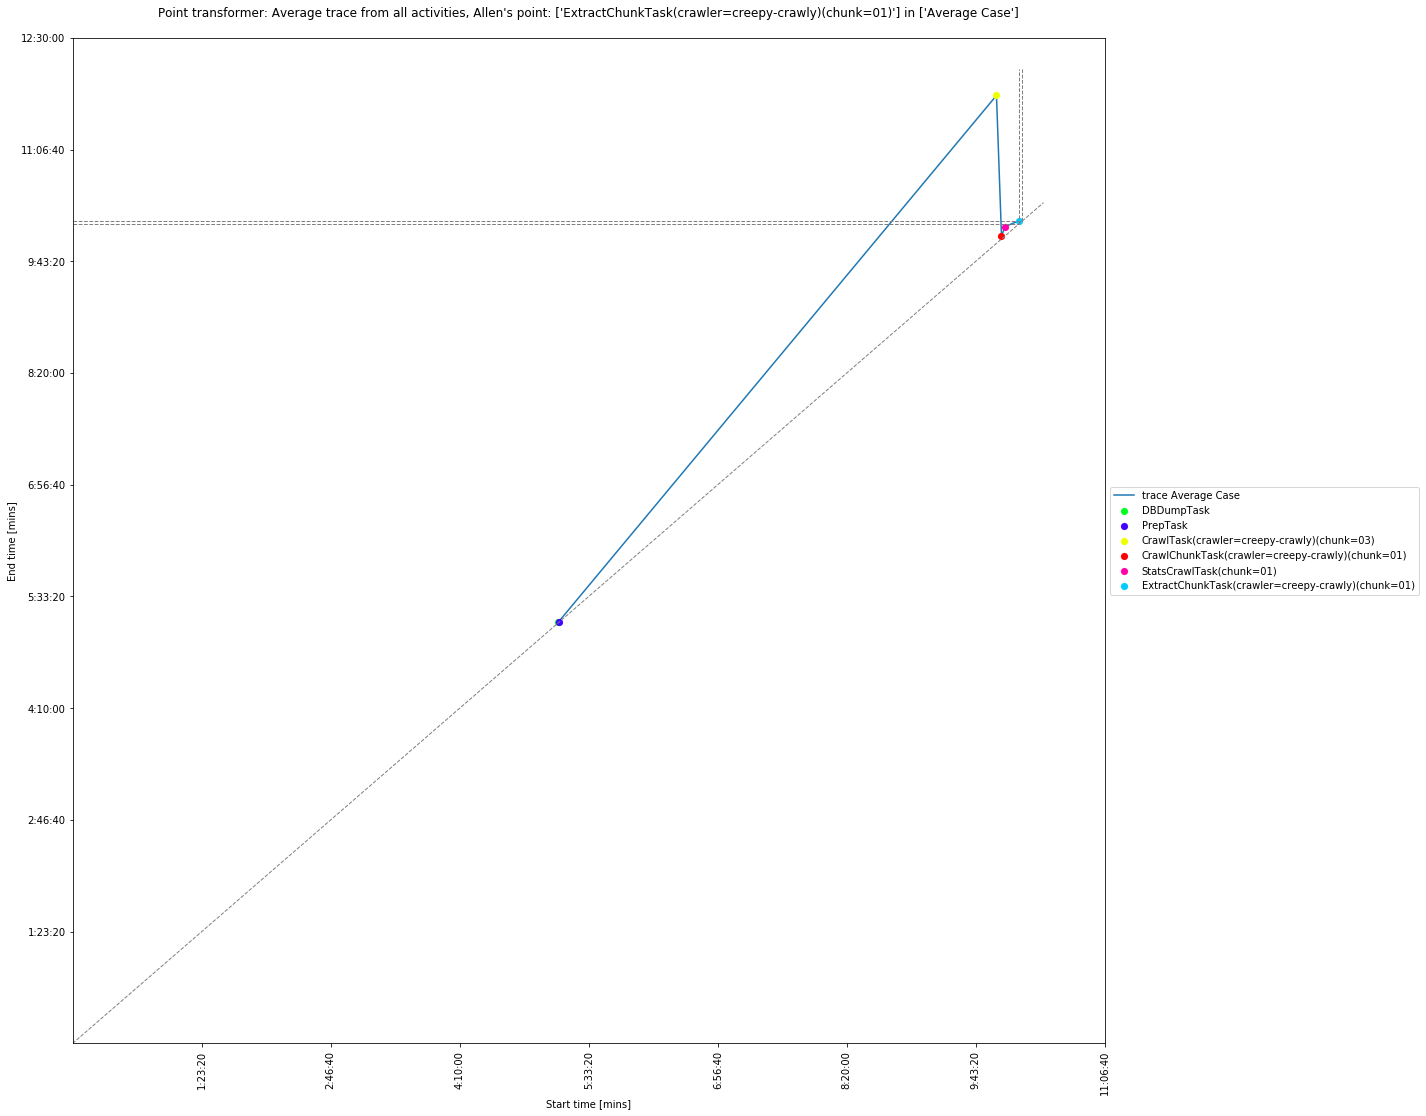 Point transformer: Average trace from all activities, Allen's point: ['ExtractChunkTask(crawler=creepy-crawly)(chunk=01)'] in ['Average Case']
12:30:00
11:06:40
9:43:20
8:20:00
6:56:40
5:33:20
4:10:00
2:46:40
1:23:20
End time [mins]
trace Average Case
DBDumpTask
PrepTask
CrawlTask(crawler=creepy-crawly)(chunk=03)
CrawlChunkTask(crawler=creepy-crawly)(chunk=01)
StatsCrawlTask(chunk=01)
ExtractChunkTask(crawler=creepy-crawly)(chunk=01)
1:23:20
2:46:40
4:10:00
5:33:20
6:56:40
8:20:00
9:43:20
11:06:40
Start time [mins]